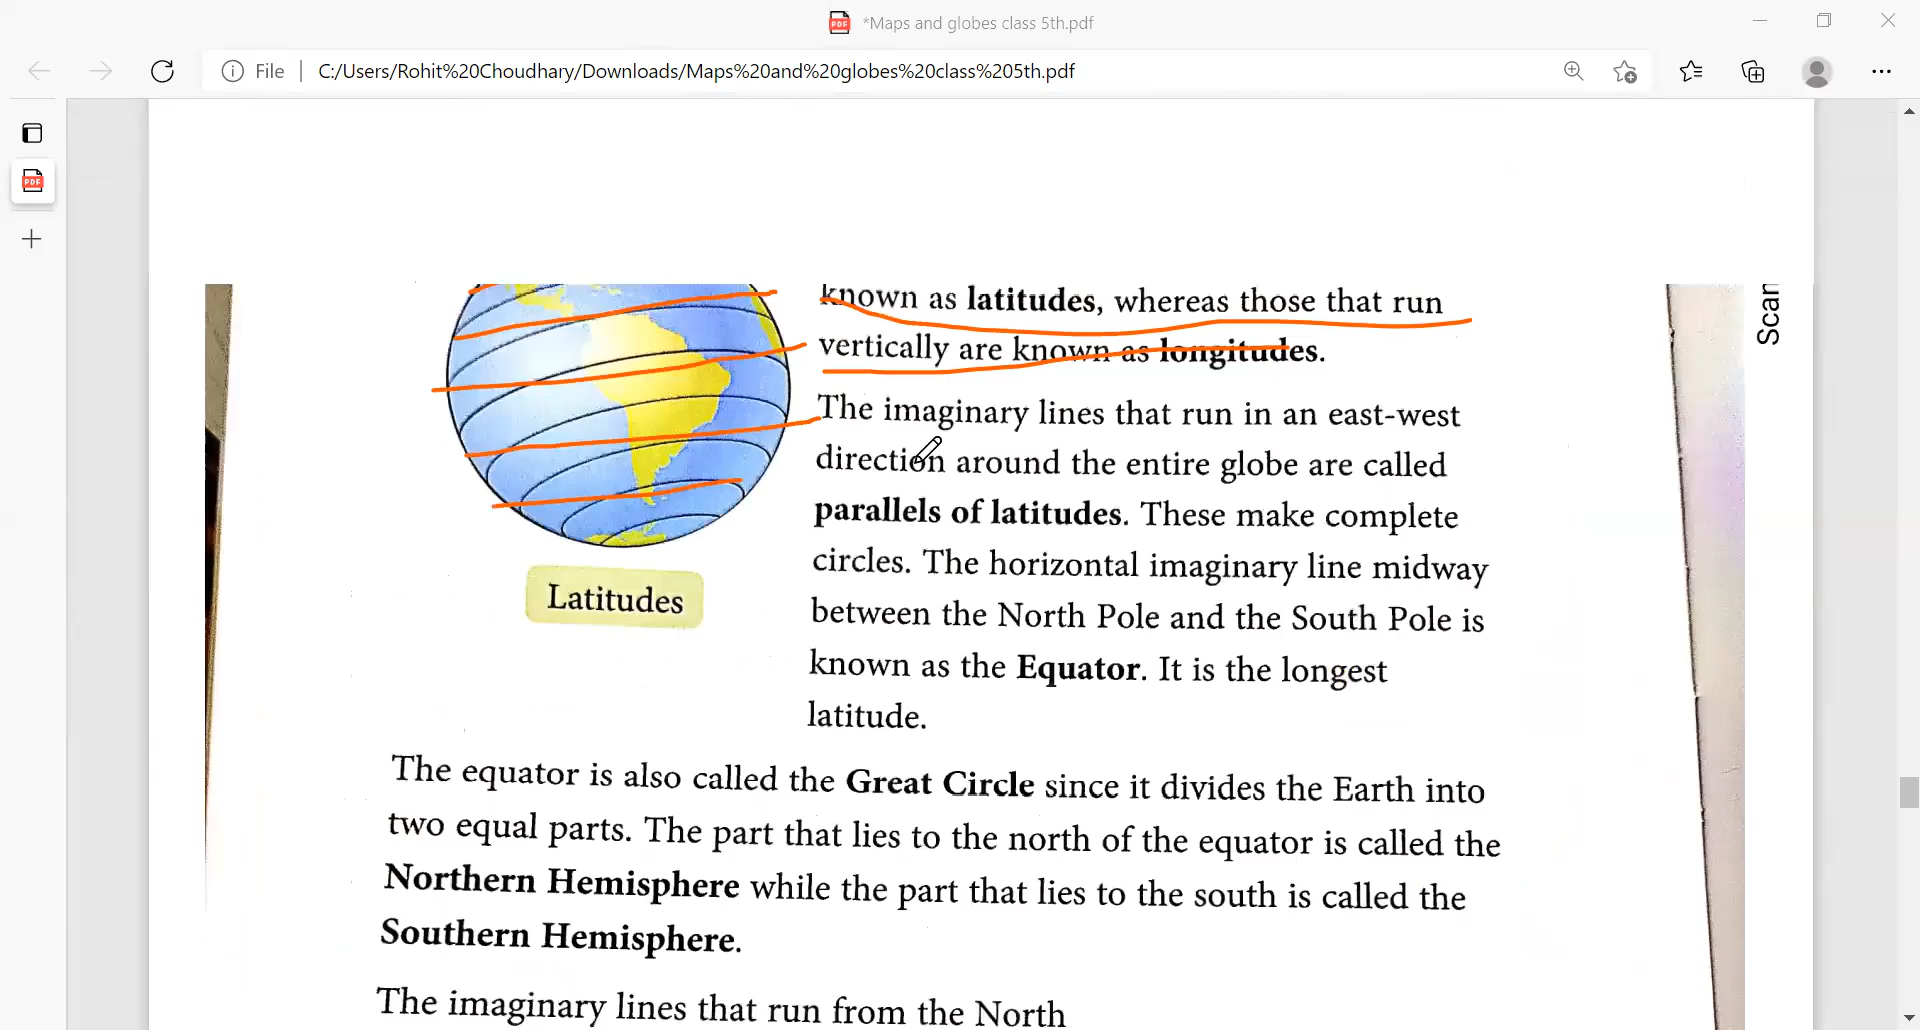 *Maps and globes class 5th.pdf
File | C:/Users/Rohit%20Choudhary/Downloads/Maps%20and%20globes%20class%205th.pdf
known as latitudes, whereas those that run
vertically are known as longitudes.
The imaginary lines that run in an east-west
direction around the entire globe are called
parallels of latitudes. These make complete
circles. The horizontal imaginary line midway
between the North Pole and the South Pole is
known as the Equator. It is the longest
latitude.
Latitudes
The equator is also called the Great Circle since it divides the Earth into
two equal parts. The part that lies to the north of the equator is called the
Northern Hemisphere while the part that lies to the south is called the
Southern Hemisphere.
The imaginary lines that run from the North
Scan
PDF
PDF